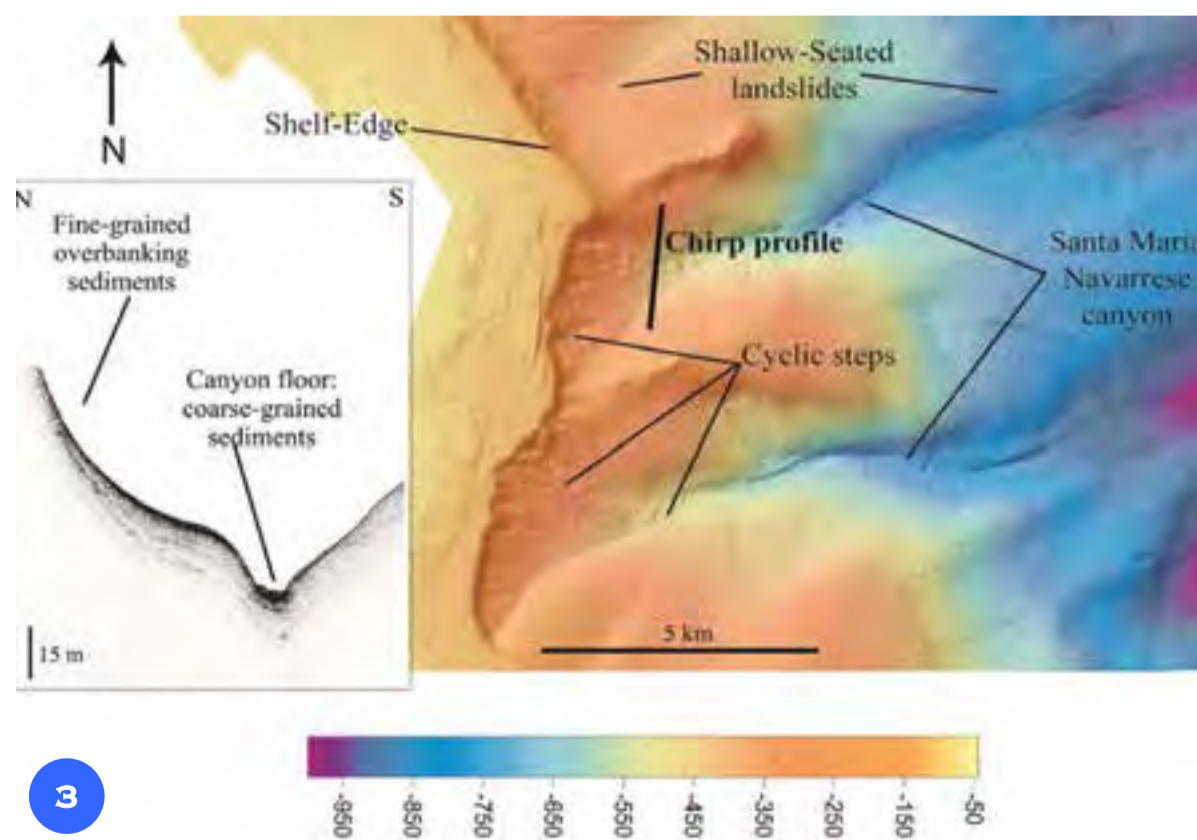 N
Shelf-Edge
Shallow-Seated
landslides
N
S
Fine-grained
overbanking
sediments
Canyon floor:
coarse-grained
sediments
15 m
Chirp profile
Santa Maria
Navarrese
canyon
Cyclic steps
5 km
-950
-850
-750
-650
-550
-450
-350
-250
-150
-50
3